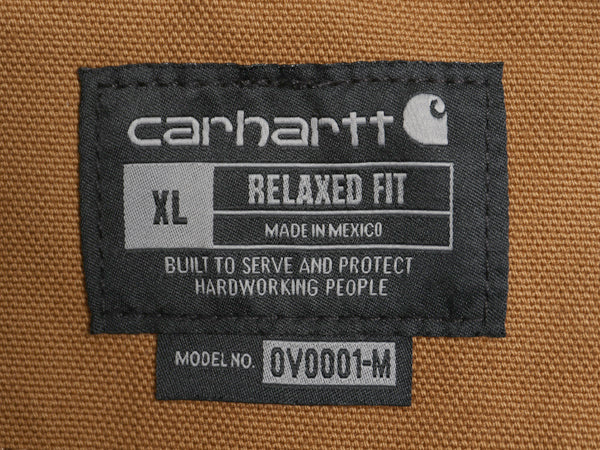 carhartt
XL
RELAXED FIT
MADE IN MEXICO
BUILT TO SERVE AND PROTECT
HARDWORKING PEOPLE
MODEL NO. OV0001-M